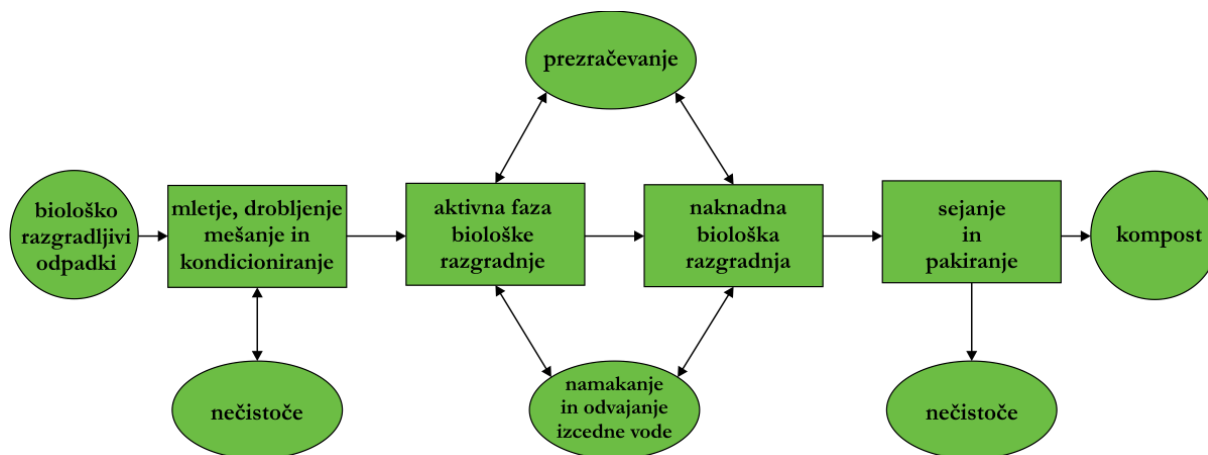 prezračevanje
biološko
razgradljivi
odpadki
mletje, drobljenje
mešanje in
kondicioniranje
aktivna faza
biološke
razgradnje
naknadna
biološka
razgradnja
sejanje
in
pakiranje
kompost
nečistoče
namakanje
in odvajanje
izcedne vode
nečistoče